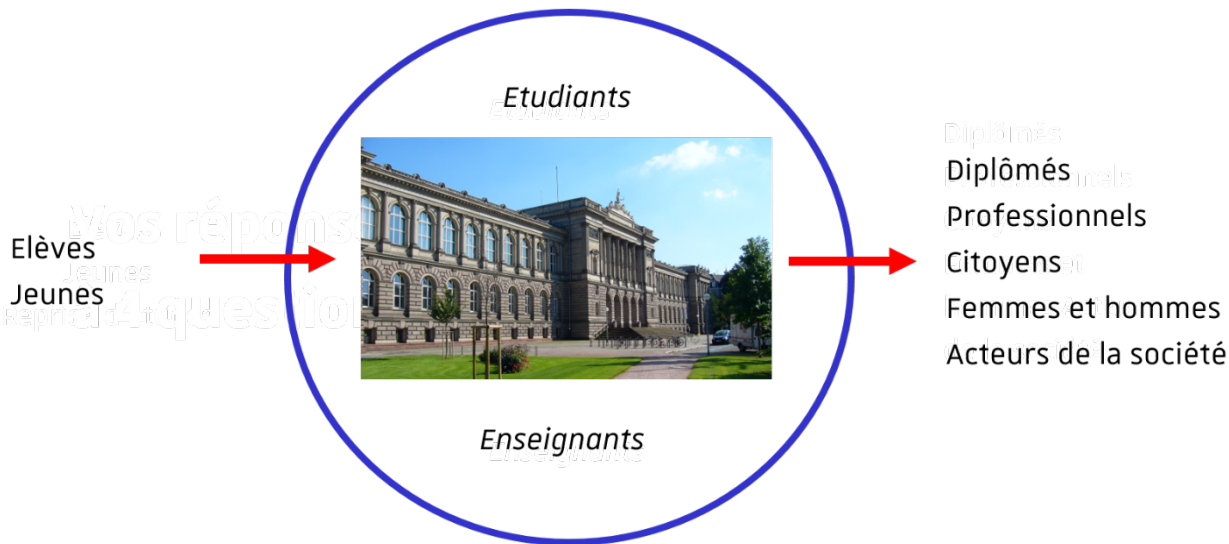 Etudiants
Elèves
Jeunes
Enseignants
Diplômés
Professionnels
Citoyens
Femmes et hommes
Acteurs de la société